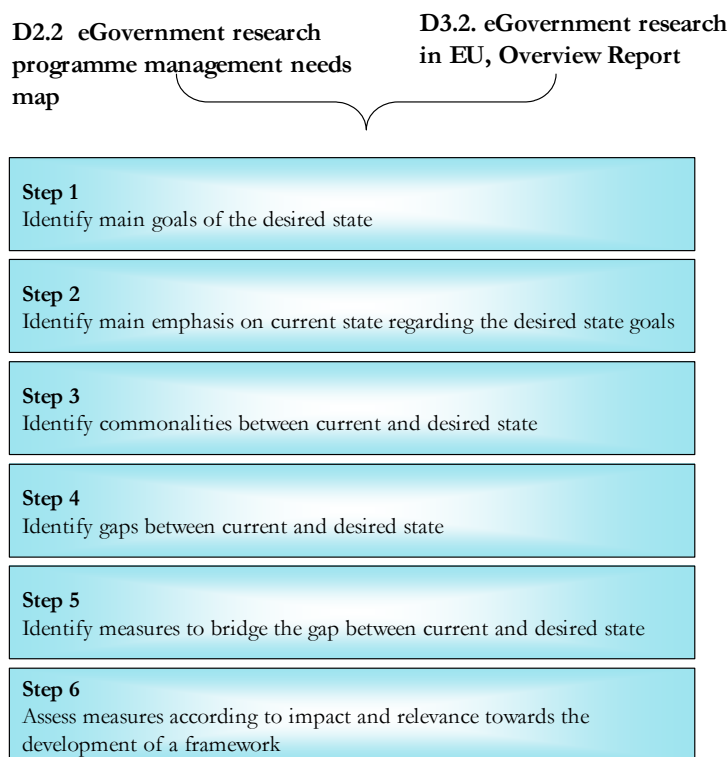 D2.2 eGovernment research
programme management needs
map
D3.2. eGovernment research
in EU, Overview Report
Step 1
Identify main goals of the desired state
Step 2
Identify main emphasis on current state regarding the desired state goals
Step 3
Identify commonalities between current and desired state
Step 4
Identify gaps between current and desired state
Step 5
Identify measures to bridge the gap between current and desired state
Step 6
Assess measures according to impact and relevance towards the
development of a framework